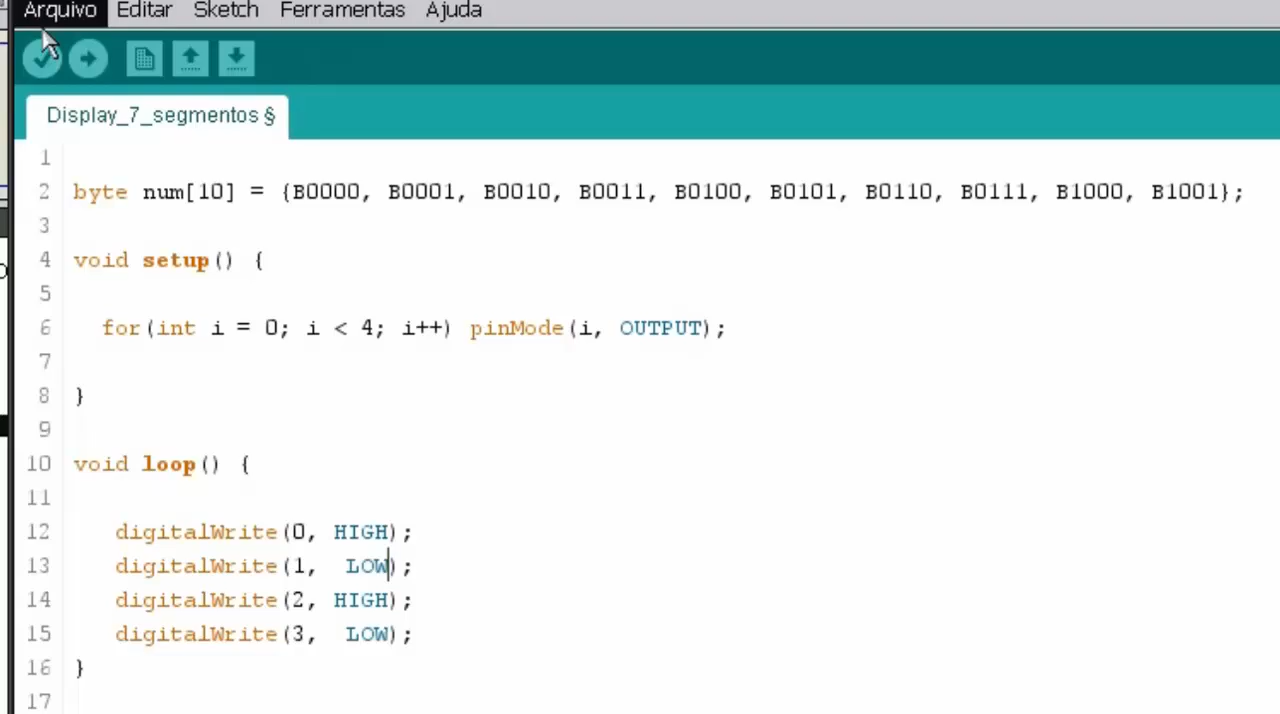 Arquivo Editar Sketch Ferramentas Ajuda
Display_7_segmentos §
1
2 byte num[10] = {B0000, B0001, B0010, B0011, B0100, B0101, B0110, B0111, B1000, B1001};
3
4 void setup() {
5
6 for(int i = 0; i < 4; i++) pinMode(i, OUTPUT);
7
8 }
9
10 void loop() {
11
12 digitalWrite(0, HIGH);
13 digitalWrite(1,  LOW);
14 digitalWrite(2, HIGH);
15 digitalWrite(3,  LOW);
16 }
17